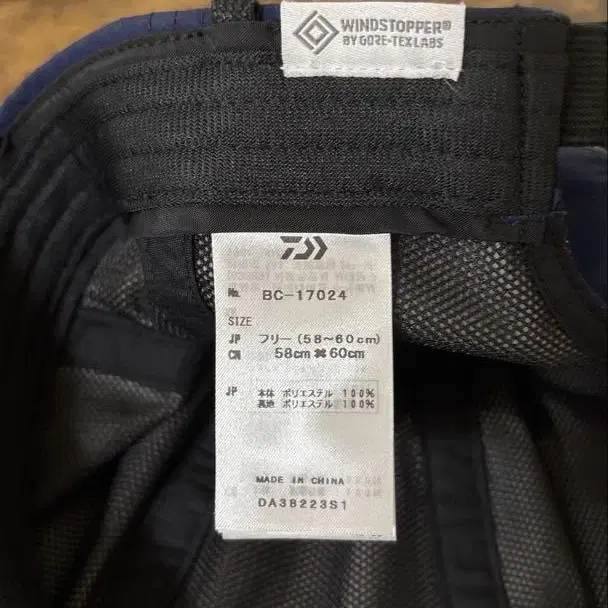 WINDSTOPPER®
BY GORE-TEX LABS
No. BC-17024
SIZE
JP フリー (58～60cm)
CN 58cm✖60cm
JP 本体 ポリエステル 100%
裏地 ポリエステル 100%
MADE IN CHINA
DA38223S1